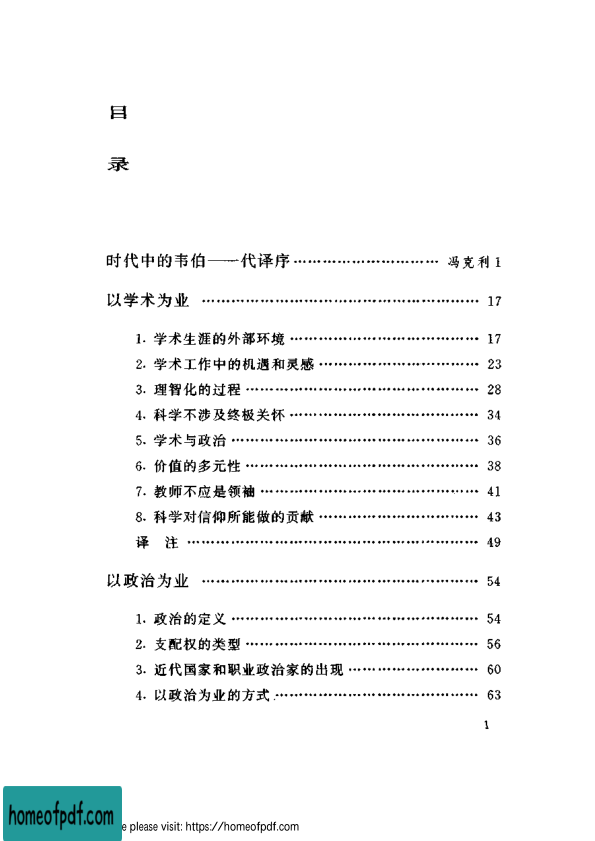 目
录
时代中的韦伯——代译序…………………………冯克利 1
以学术为业 ………………………………………………… 17
1. 学术生涯的外部环境 ………………………………… 17
2. 学术工作中的机遇和灵感 …………………………… 23
3. 理智化的过程 ………………………………………… 28
4. 科学不涉及终极关怀 ………………………………… 34
5. 学术与政治 …………………………………………… 36
6. 价值的多元性 ………………………………………… 38
7. 教师不应是领袖 ……………………………………… 41
8. 科学对信仰所能做的贡献 …………………………… 43
译 注 …………………………………………………… 49
以政治为业 ………………………………………………… 54
1. 政治的定义 …………………………………………… 54
2. 支配权的类型 ………………………………………… 56
3. 近代国家和职业政治家的出现 ……………………… 60
4. 以政治为业的方式 …………………………………… 63
1
homeofpdf.com
please visit: https://homeofpdf.com